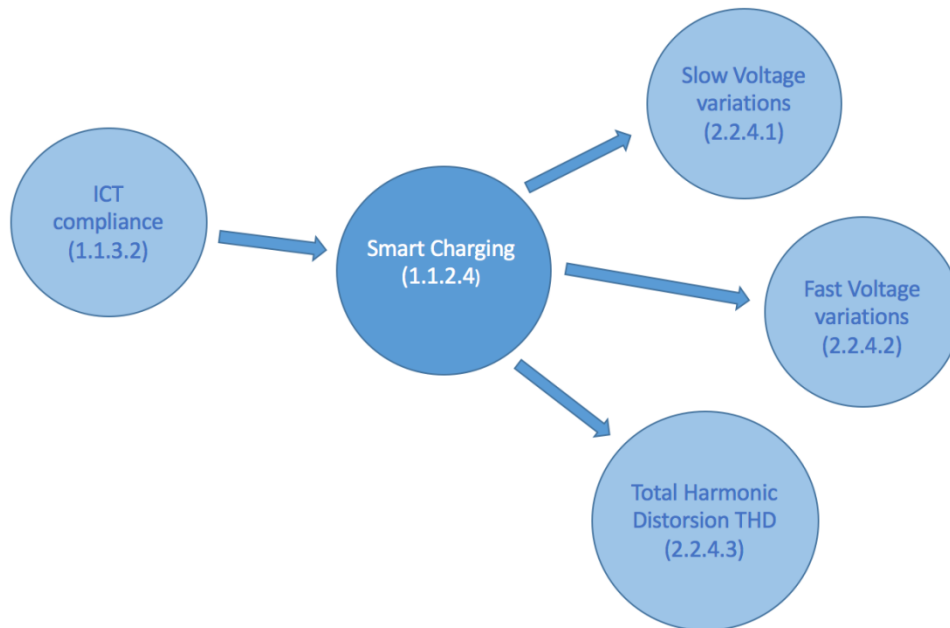 ICT
compliance
(1.1.3.2)
Smart Charging
(1.1.2.4)
Slow Voltage
variations
(2.2.4.1)
Fast Voltage
variations
(2.2.4.2)
Total Harmonic
Distorsion THD
(2.2.4.3)